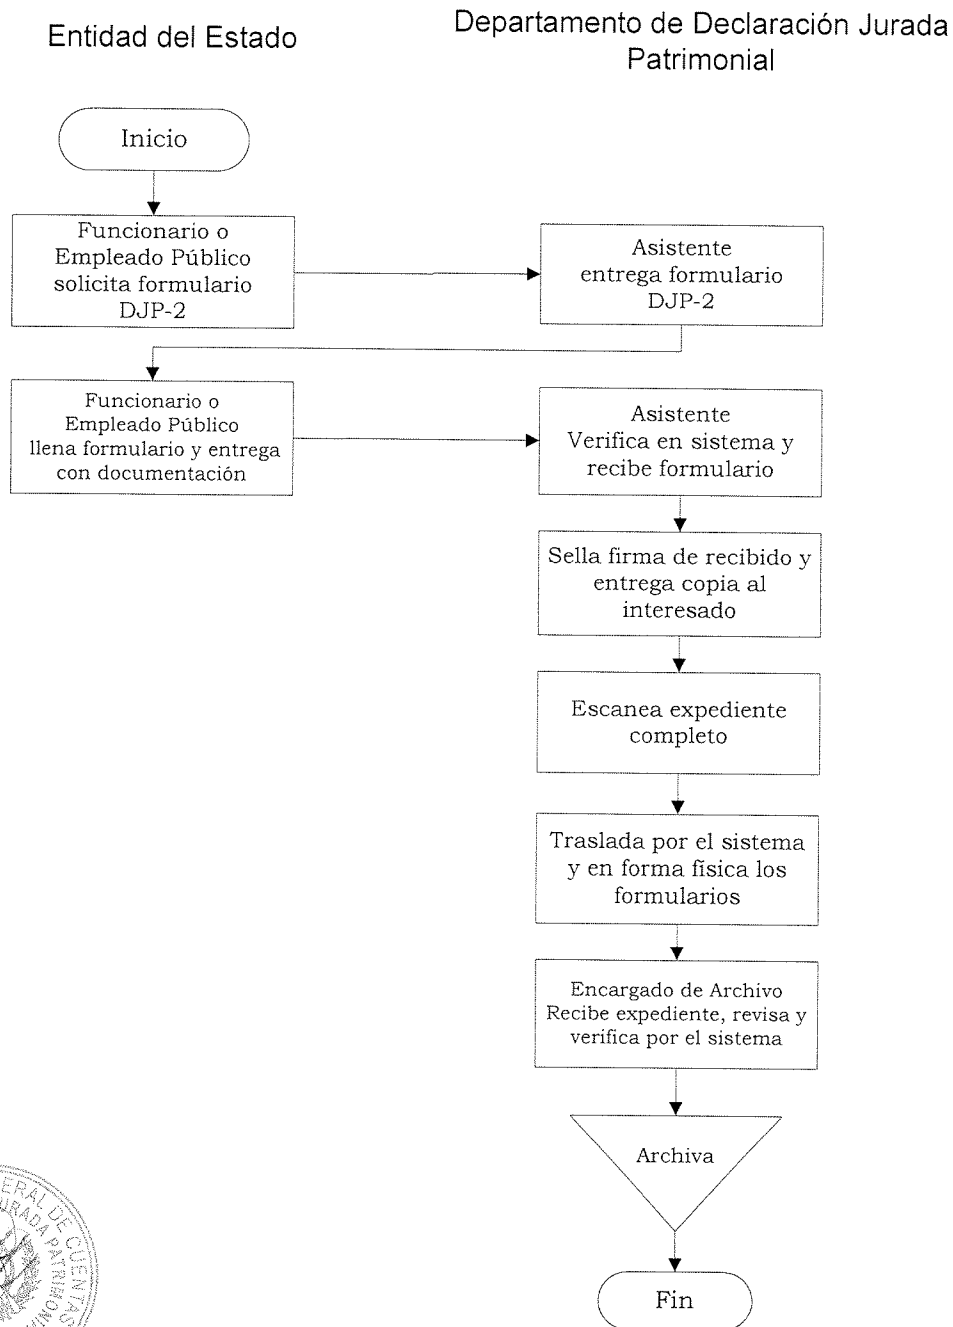 Entidad del Estado
Departamento de Declaración Jurada
Patrimonial
Inicio
Funcionario o
Empleado Público
solicita formulario
DJP-2
Asistente
entrega formulario
DJP-2
Funcionario o
Empleado Público
llena formulario y entrega
con documentación
Asistente
Verifica en sistema y
recibe formulario
Sella firma de recibido y
entrega copia al
interesado
Escanea expediente
completo
Traslada por el sistema
y en forma física los
formularios
Encargado de Archivo
Recibe expediente, revisa y
verifica por el sistema
Archiva
Fin
DE CUENTAS